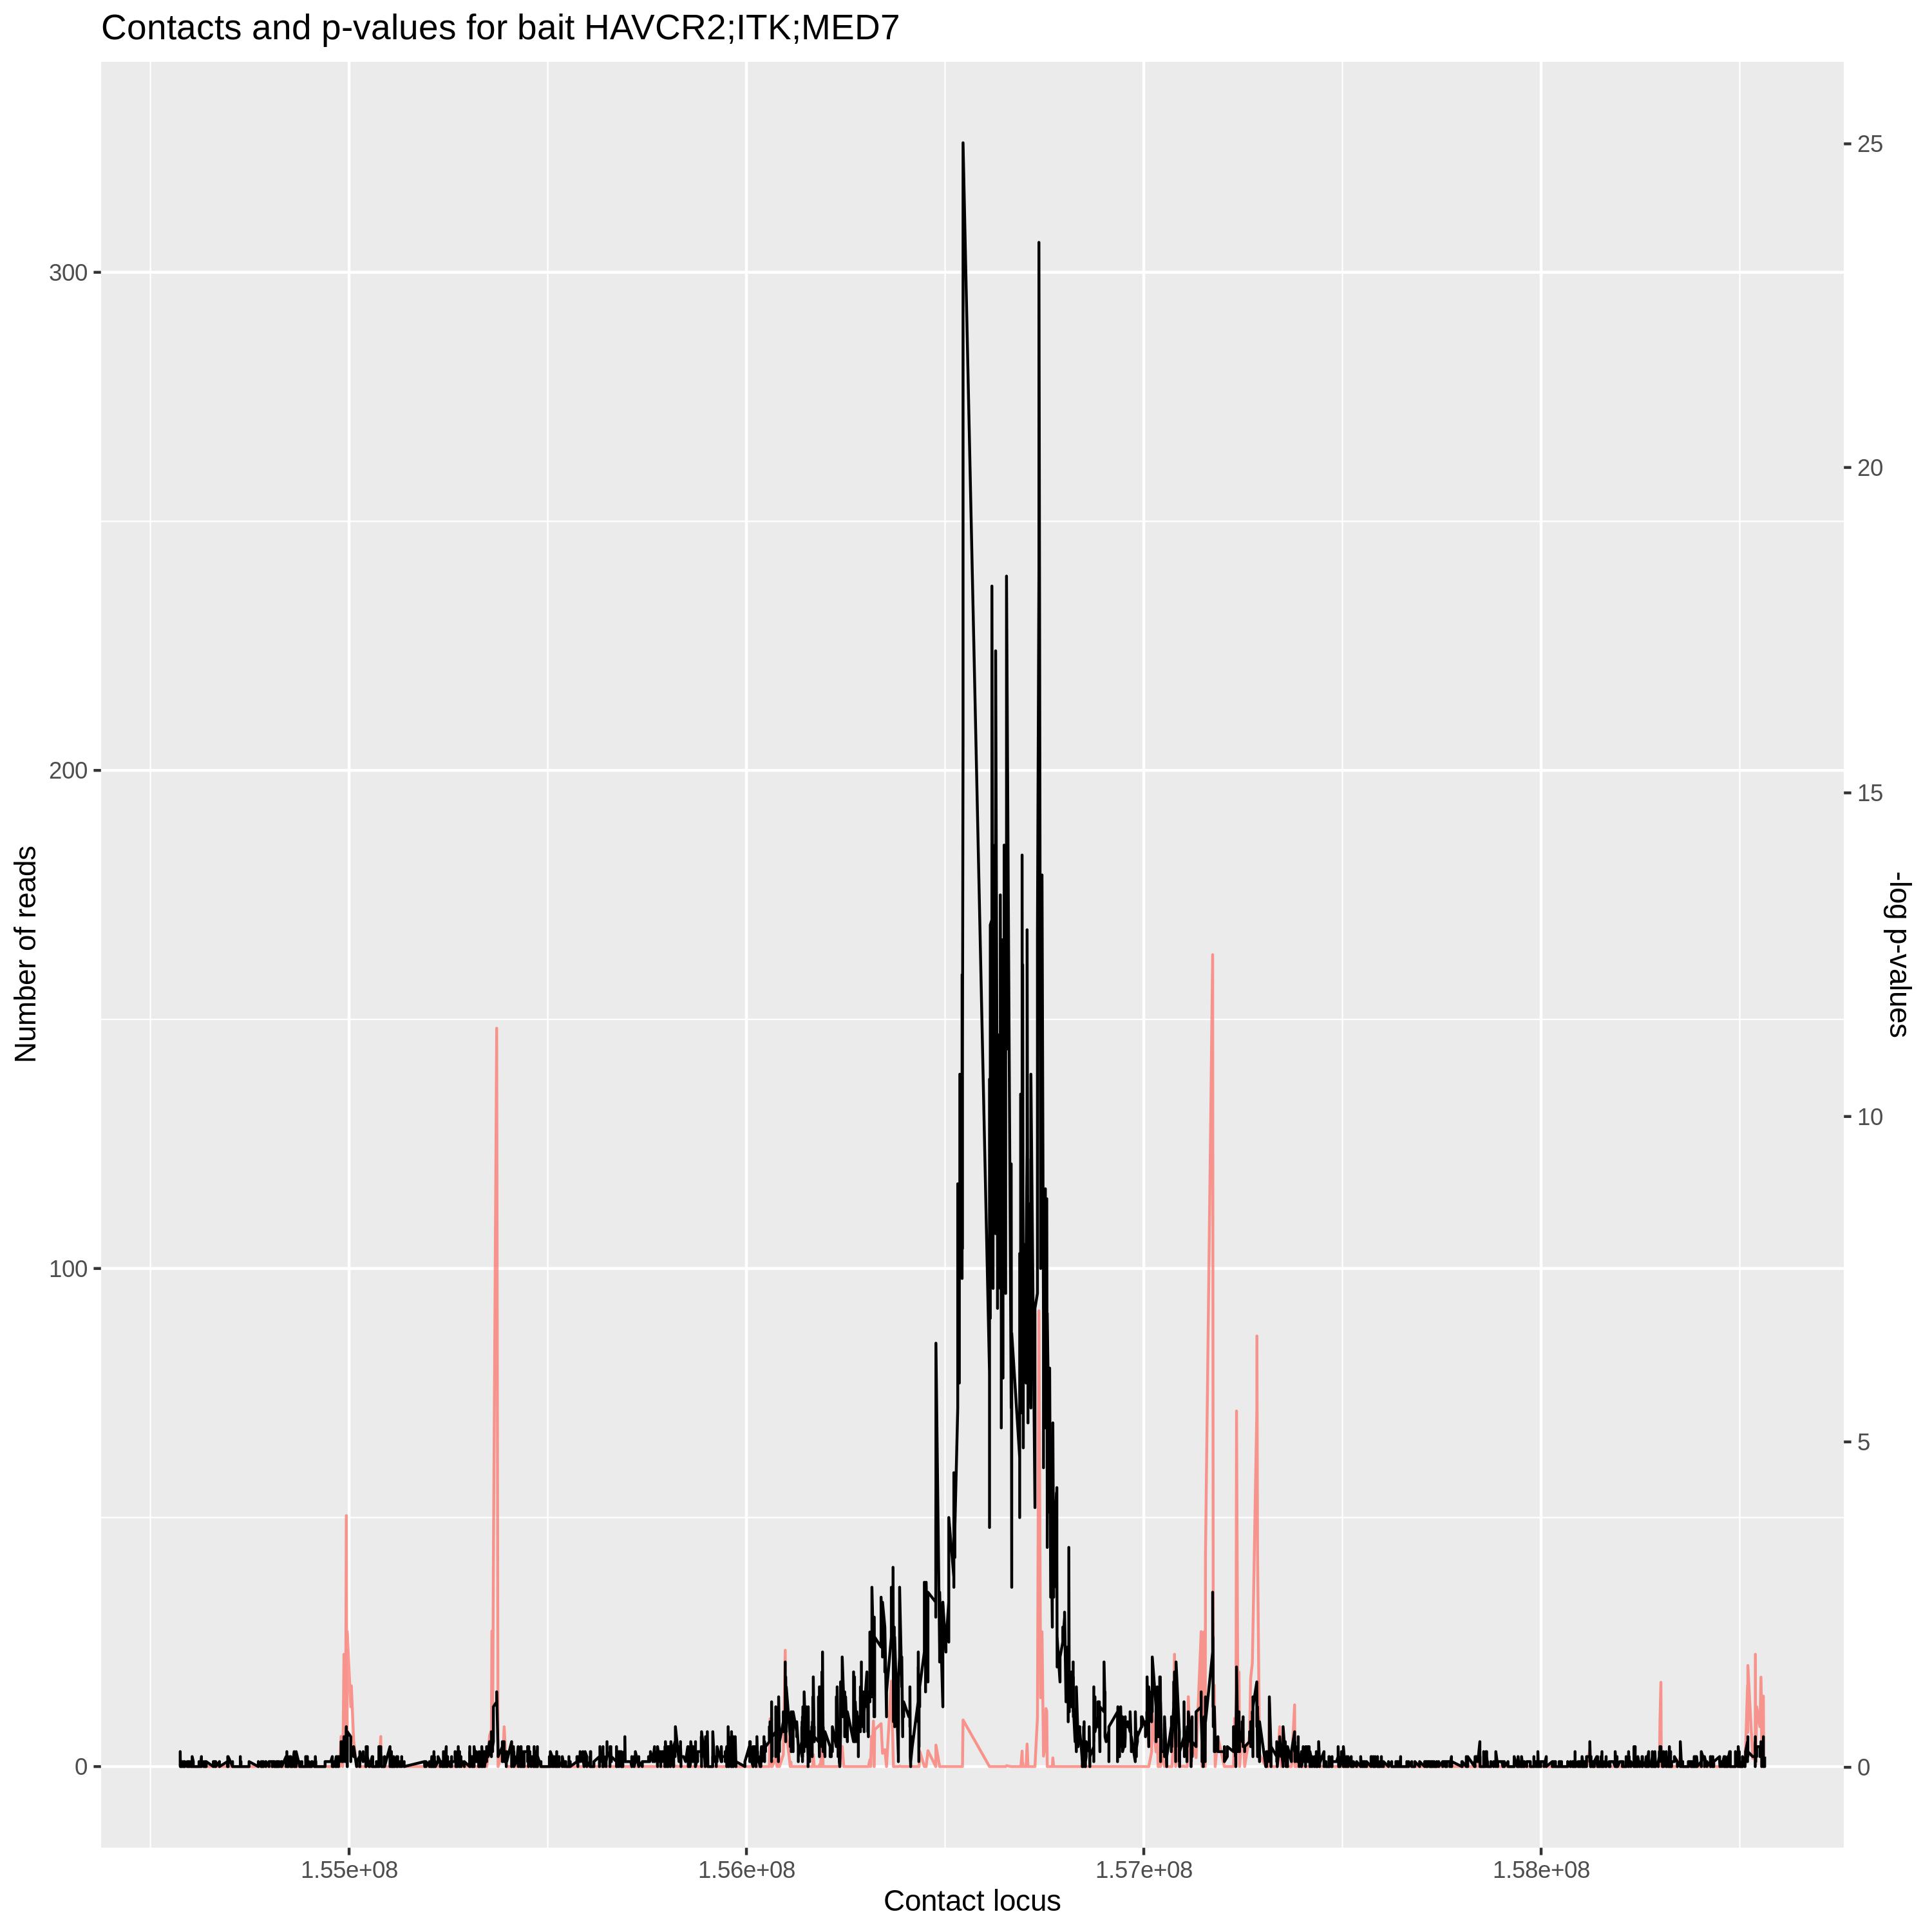 Contacts and p-values for bait HAVCR2;ITK;MED7
Number of reads
300
200
100
0
25
20
15
10
5
0
-log p-values
1.55e+08 1.56e+08 1.57e+08 1.58e+08
Contact locus